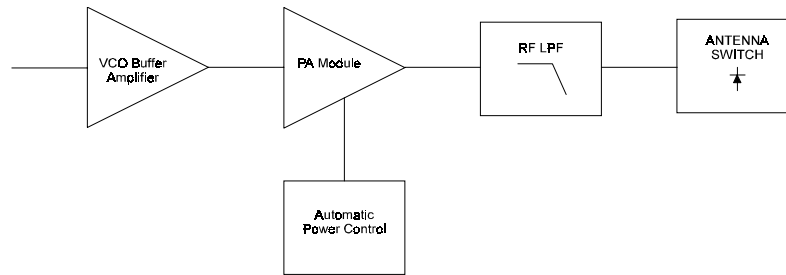 VCO Buffer
Amplifier
PA Module
RF LPF
ANTENNA
SWITCH
Automatic
Power Control